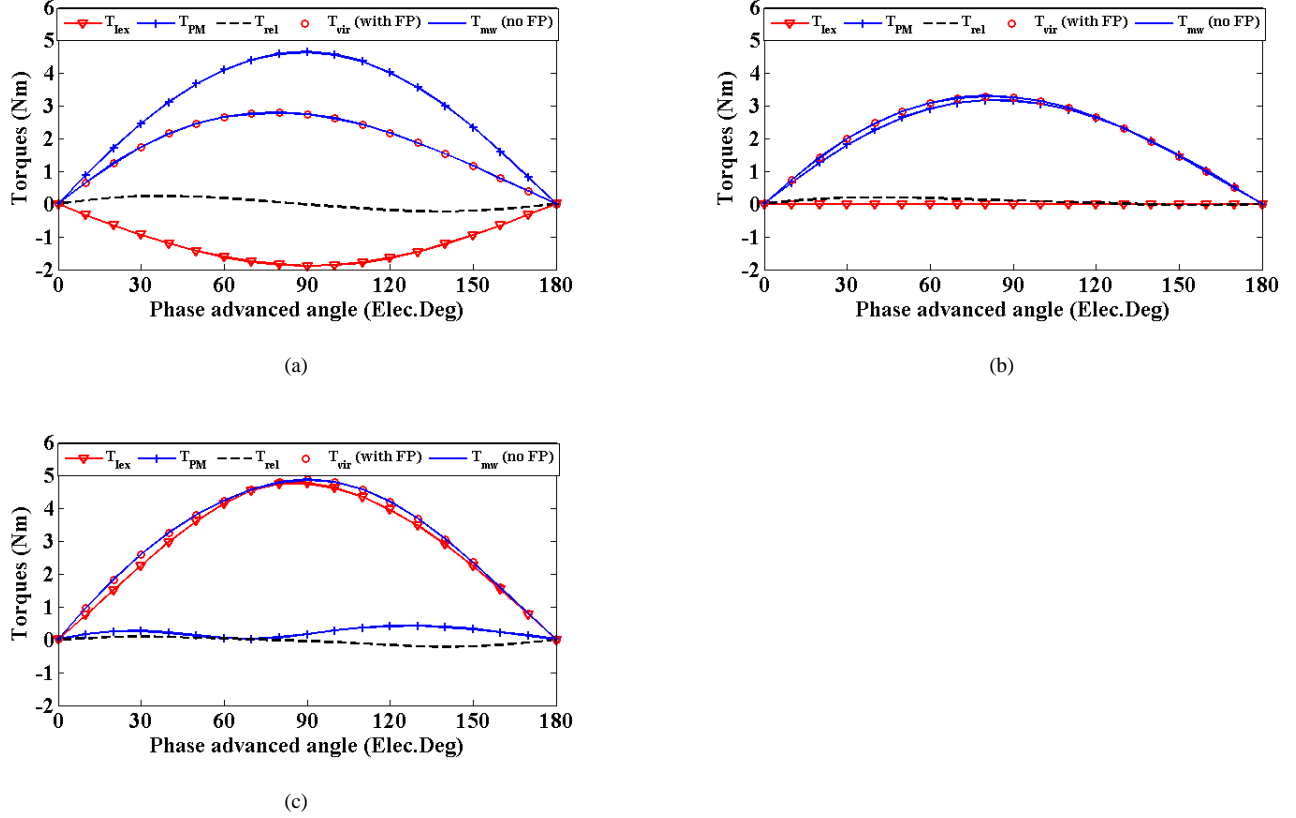 T_Iex T_PM T_rel T_vir (with FP) T_mw (no FP)
Torques (Nm)
6
5
4
3
2
1
0
-1
-2
0 30 60 90 120 150 180
Phase advanced angle (Elec.Deg)
(a)
T_Iex T_PM T_rel T_vir (with FP) T_mw (no FP)
Torques (Nm)
6
5
4
3
2
1
0
-1
-2
0 30 60 90 120 150 180
Phase advanced angle (Elec.Deg)
(b)
T_Iex T_PM T_rel T_vir (with FP) T_mw (no FP)
Torques (Nm)
6
5
4
3
2
1
0
-1
-2
0 30 60 90 120 150 180
Phase advanced angle (Elec.Deg)
(c)